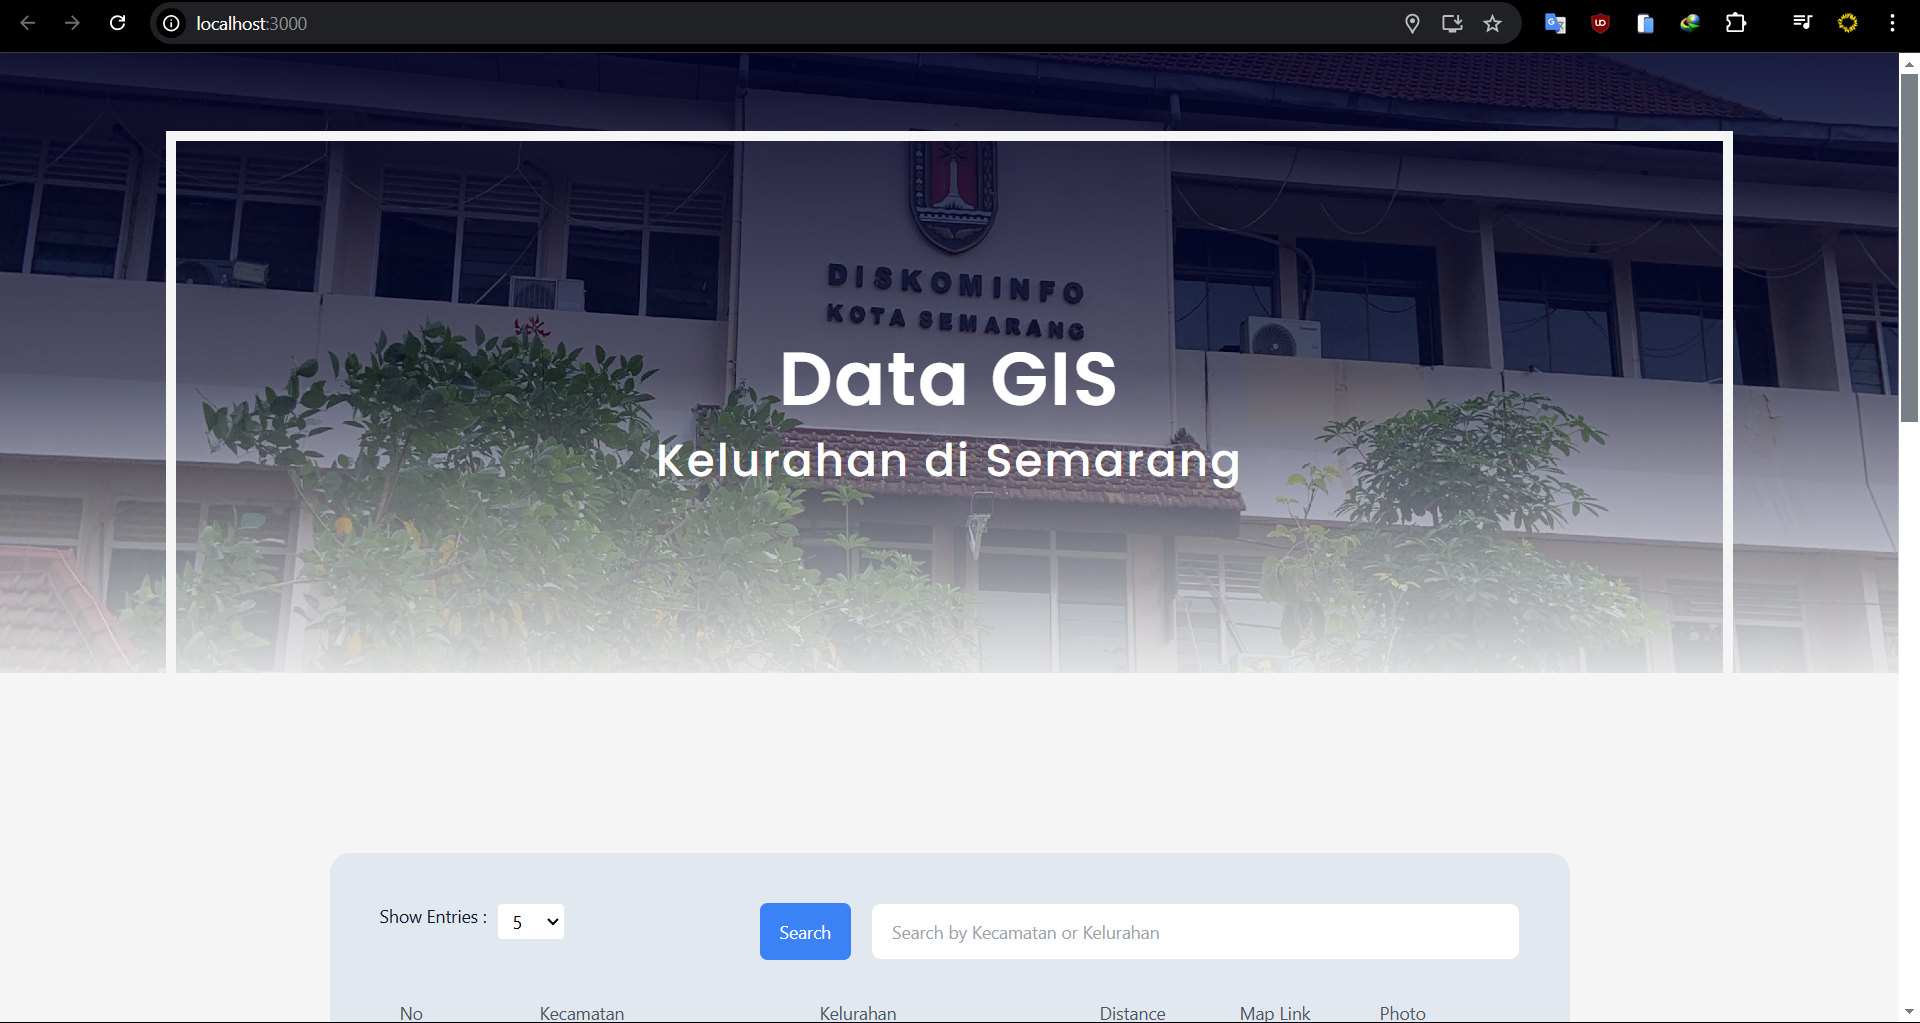 localhost:3000
DISKOMINFO
KOTA SEMARANG
Data GIS
Kelurahan di Semarang
Show Entries : 5
Search
Search by Kecamatan or Kelurahan
No Kecamatan Kelurahan Distance Map Link Photo